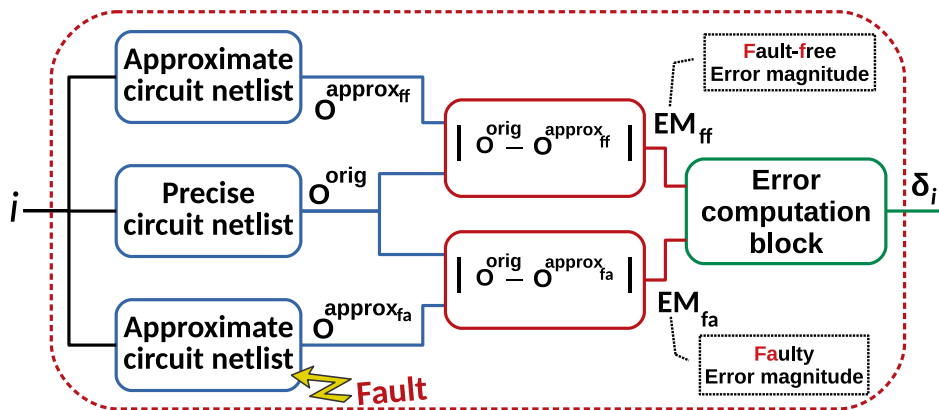 Approximate
circuit netlist
O^approx_ff
Fault-free
Error magnitude
EM_ff
| O^orig – O^approx_ff |
i
Precise
circuit netlist
O^orig
Error
computation
block
δ_i
| O^orig – O^approx_fa |
Approximate
circuit netlist
O^approx_fa
EM_fa
Fault
Faulty
Error magnitude